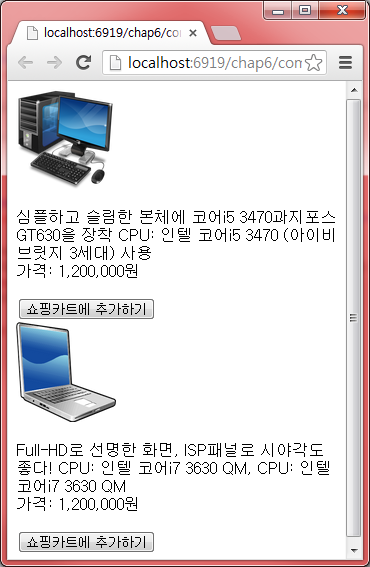 localhost:6919/chap6/co
localhost:6919/chap6/con
심플하고 슬림한 본체에 코어i5 3470과지포스
GT630을 장착 CPU: 인텔 코어i5 3470 (아이비
브릿지 3세대) 사용
가격: 1,200,000원
쇼핑카트에 추가하기
Full-HD로 선명한 화면, ISP패널로 시야각도
좋다! CPU: 인텔 코어i7 3630 QM, CPU: 인텔
코어i7 3630 QM
가격: 1,200,000원
쇼핑카트에 추가하기